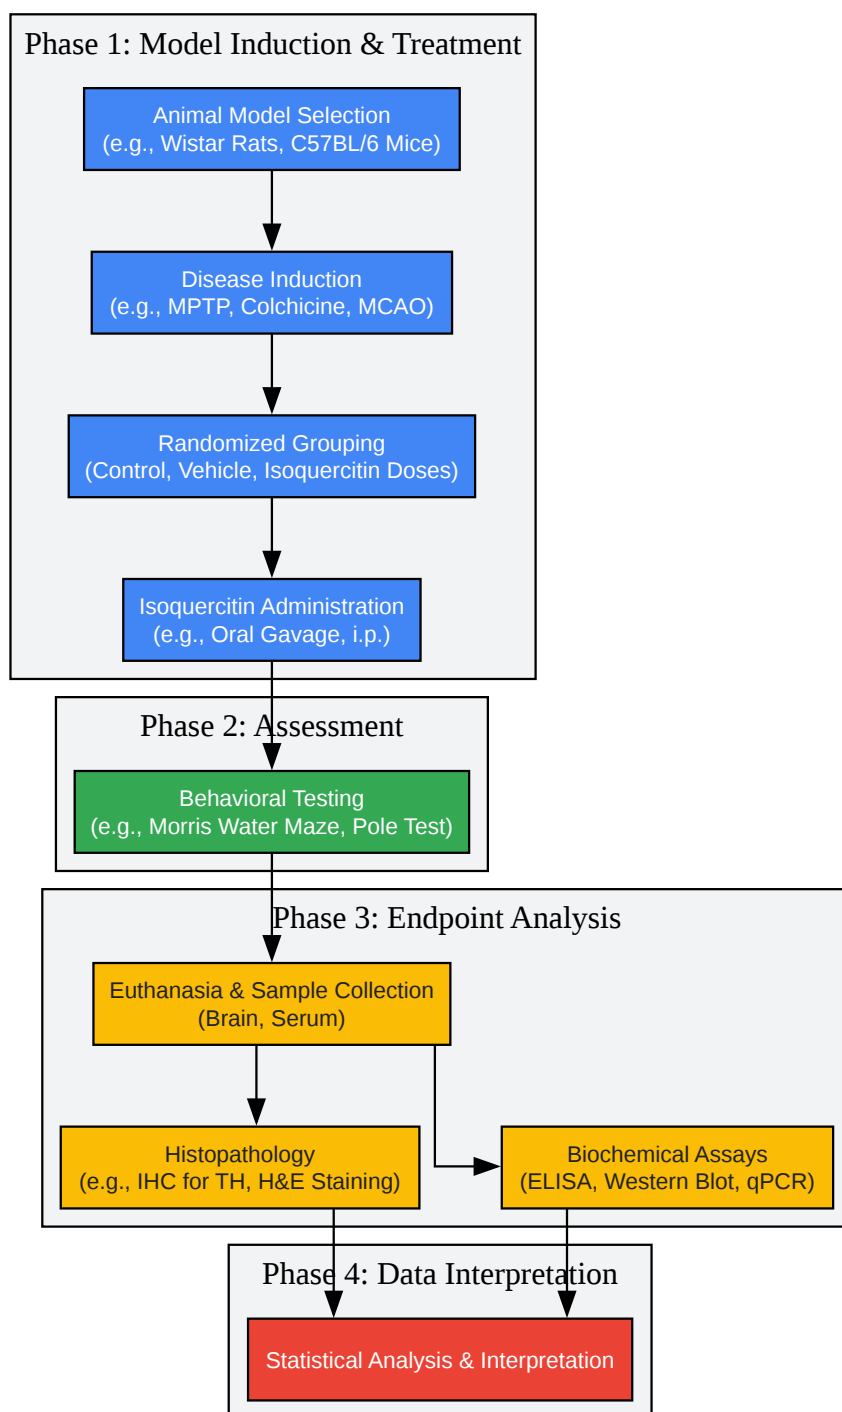 Phase 1: Model Induction & Treatment
Animal Model Selection
(e.g., Wistar Rats, C57BL/6 Mice)
Disease Induction
(e.g., MPTP, Colchicine, MCAO)
Randomized Grouping
(Control, Vehicle, Isoquercitin Doses)
Isoquercitin Administration
(e.g., Oral Gavage, i.p.)
Phase 2: Assessment
Behavioral Testing
(e.g., Morris Water Maze, Pole Test)
Phase 3: Endpoint Analysis
Euthanasia & Sample Collection
(Brain, Serum)
Histopathology
(e.g., IHC for TH, H&E Staining)
Biochemical Assays
(ELISA, Western Blot, qPCR)
Phase 4: Data Interpretation
Statistical Analysis & Interpretation